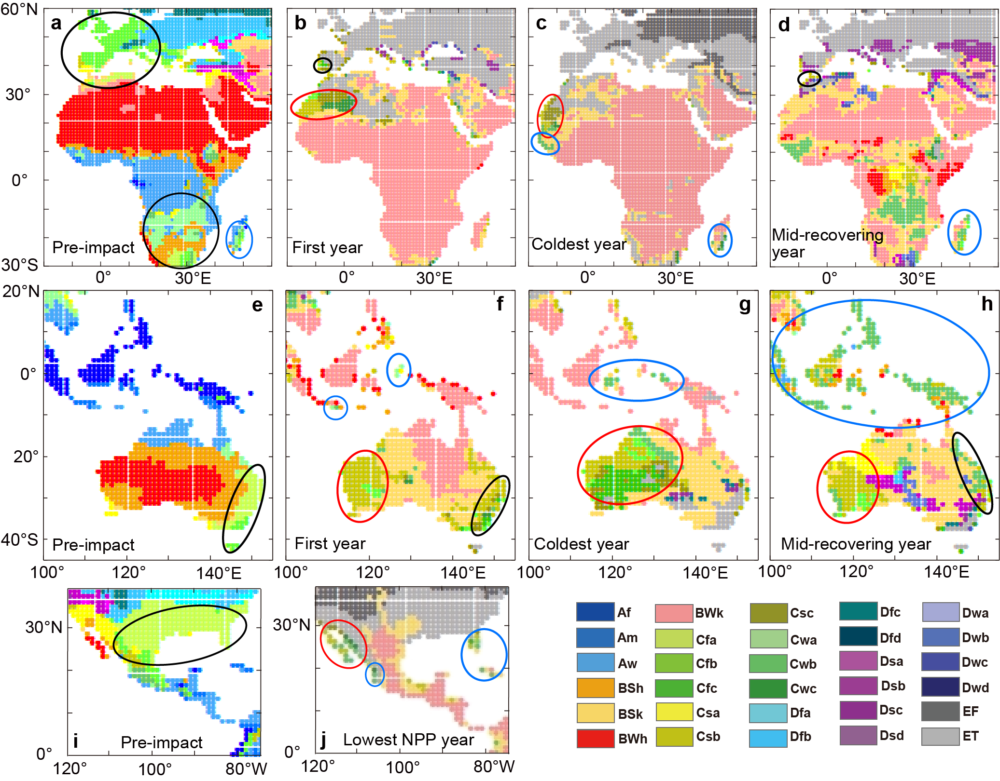 60°N
30°
0°
30°S
a
Pre-impact
b
First year
c
Coldest year
d
Mid-recovering
year
0°
30°E
0°
30°E
0°
30°E
0°
30°E
20°N
0°
20°
40°S
e
Pre-impact
f
First year
g
Coldest year
h
Mid-recovering year
100°
120°
140°E
100°
120°
140°E
100°
120°
140°E
100°
120°
140°E
30°N
0°
i
Pre-impact
120°
100°
80°W
30°N
0°
j
Lowest NPP year
120°
100°
80°W
Af
Am
Aw
BSh
BSk
BWh
BWk
Cfa
Cfb
Cfc
Csa
Csb
Csc
Cwa
Cwb
Cwc
Dfa
Dfb
Dfc
Dfd
Dsa
Dsb
Dsc
Dsd
Dwa
Dwb
Dwc
Dwd
EF
ET